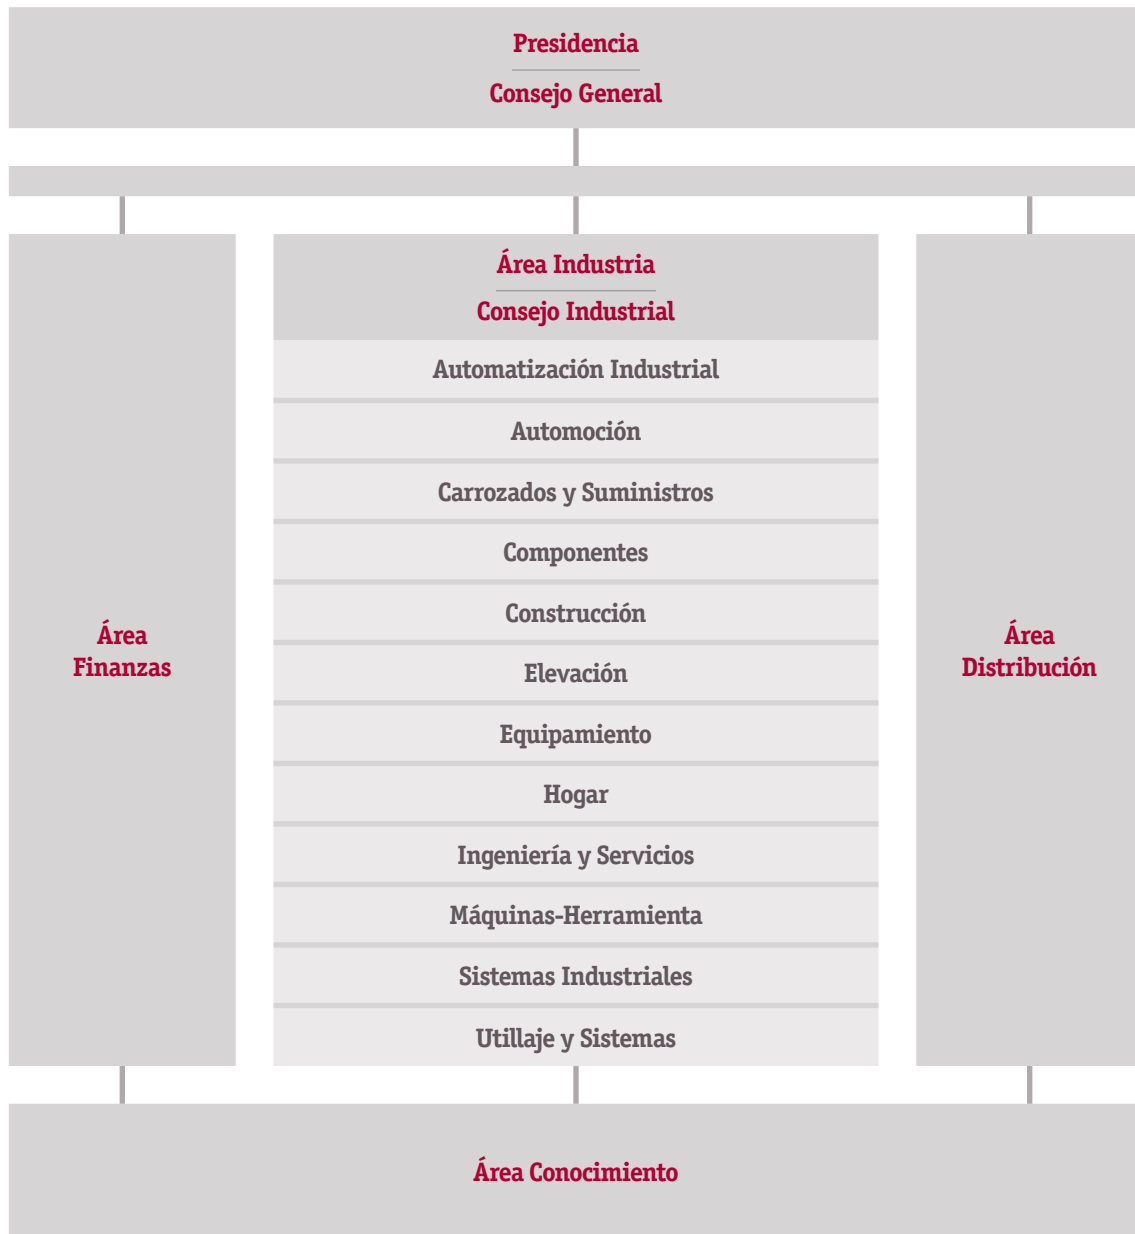 Presidencia
Consejo General
Área Industria
Consejo Industrial
Automatización Industrial
Automoción
Carrozados y Suministros
Componentes
Construcción
Elevación
Equipamiento
Hogar
Ingeniería y Servicios
Máquinas-Herramienta
Sistemas Industriales
Utillaje y Sistemas
Área
Finanzas
Área
Distribución
Área Conocimiento